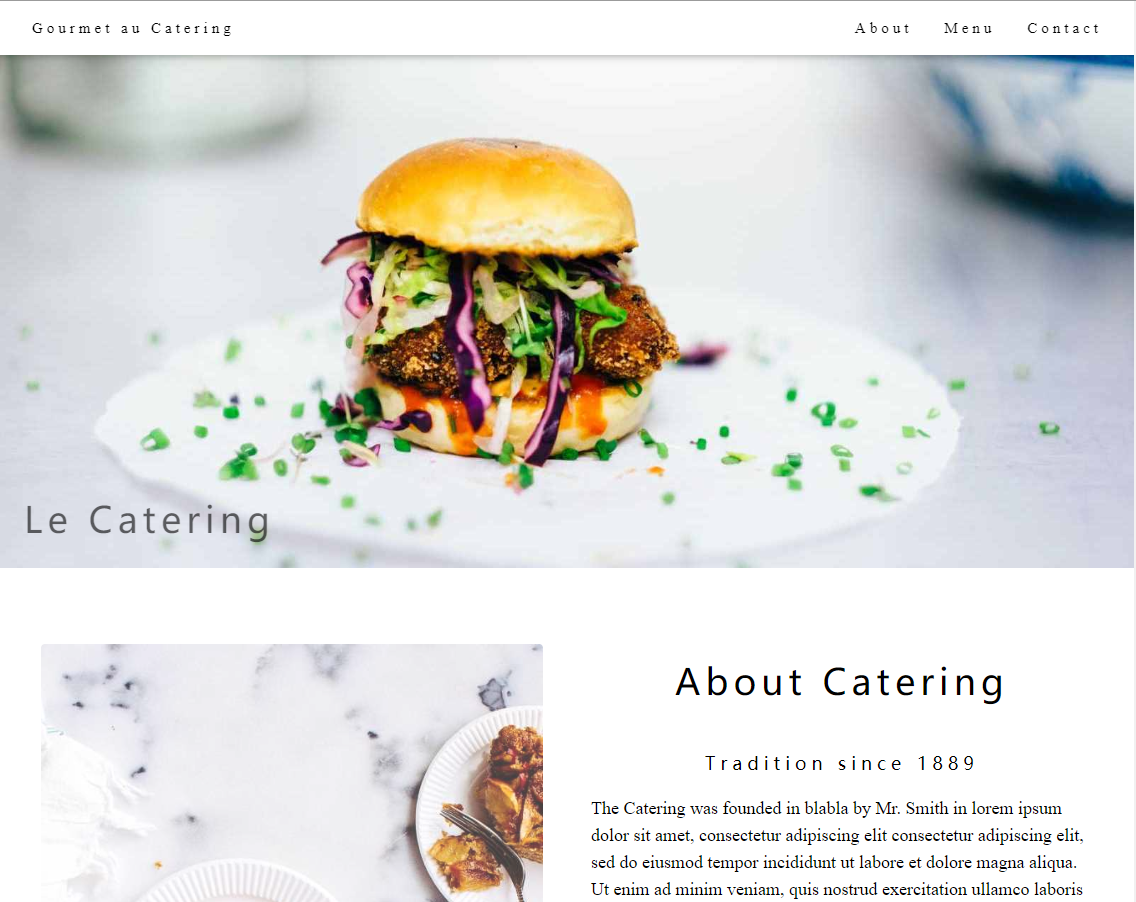 Gourmet au Catering
About Menu Contact
Le Catering
About Catering
Tradition since 1889
The Catering was founded in blabla by Mr. Smith in lorem ipsum
dolor sit amet, consectetur adipiscing elit consectetur adipiscing elit,
sed do eiusmod tempor incididunt ut labore et dolore magna aliqua.
Ut enim ad minim veniam, quis nostrud exercitation ullamco laboris